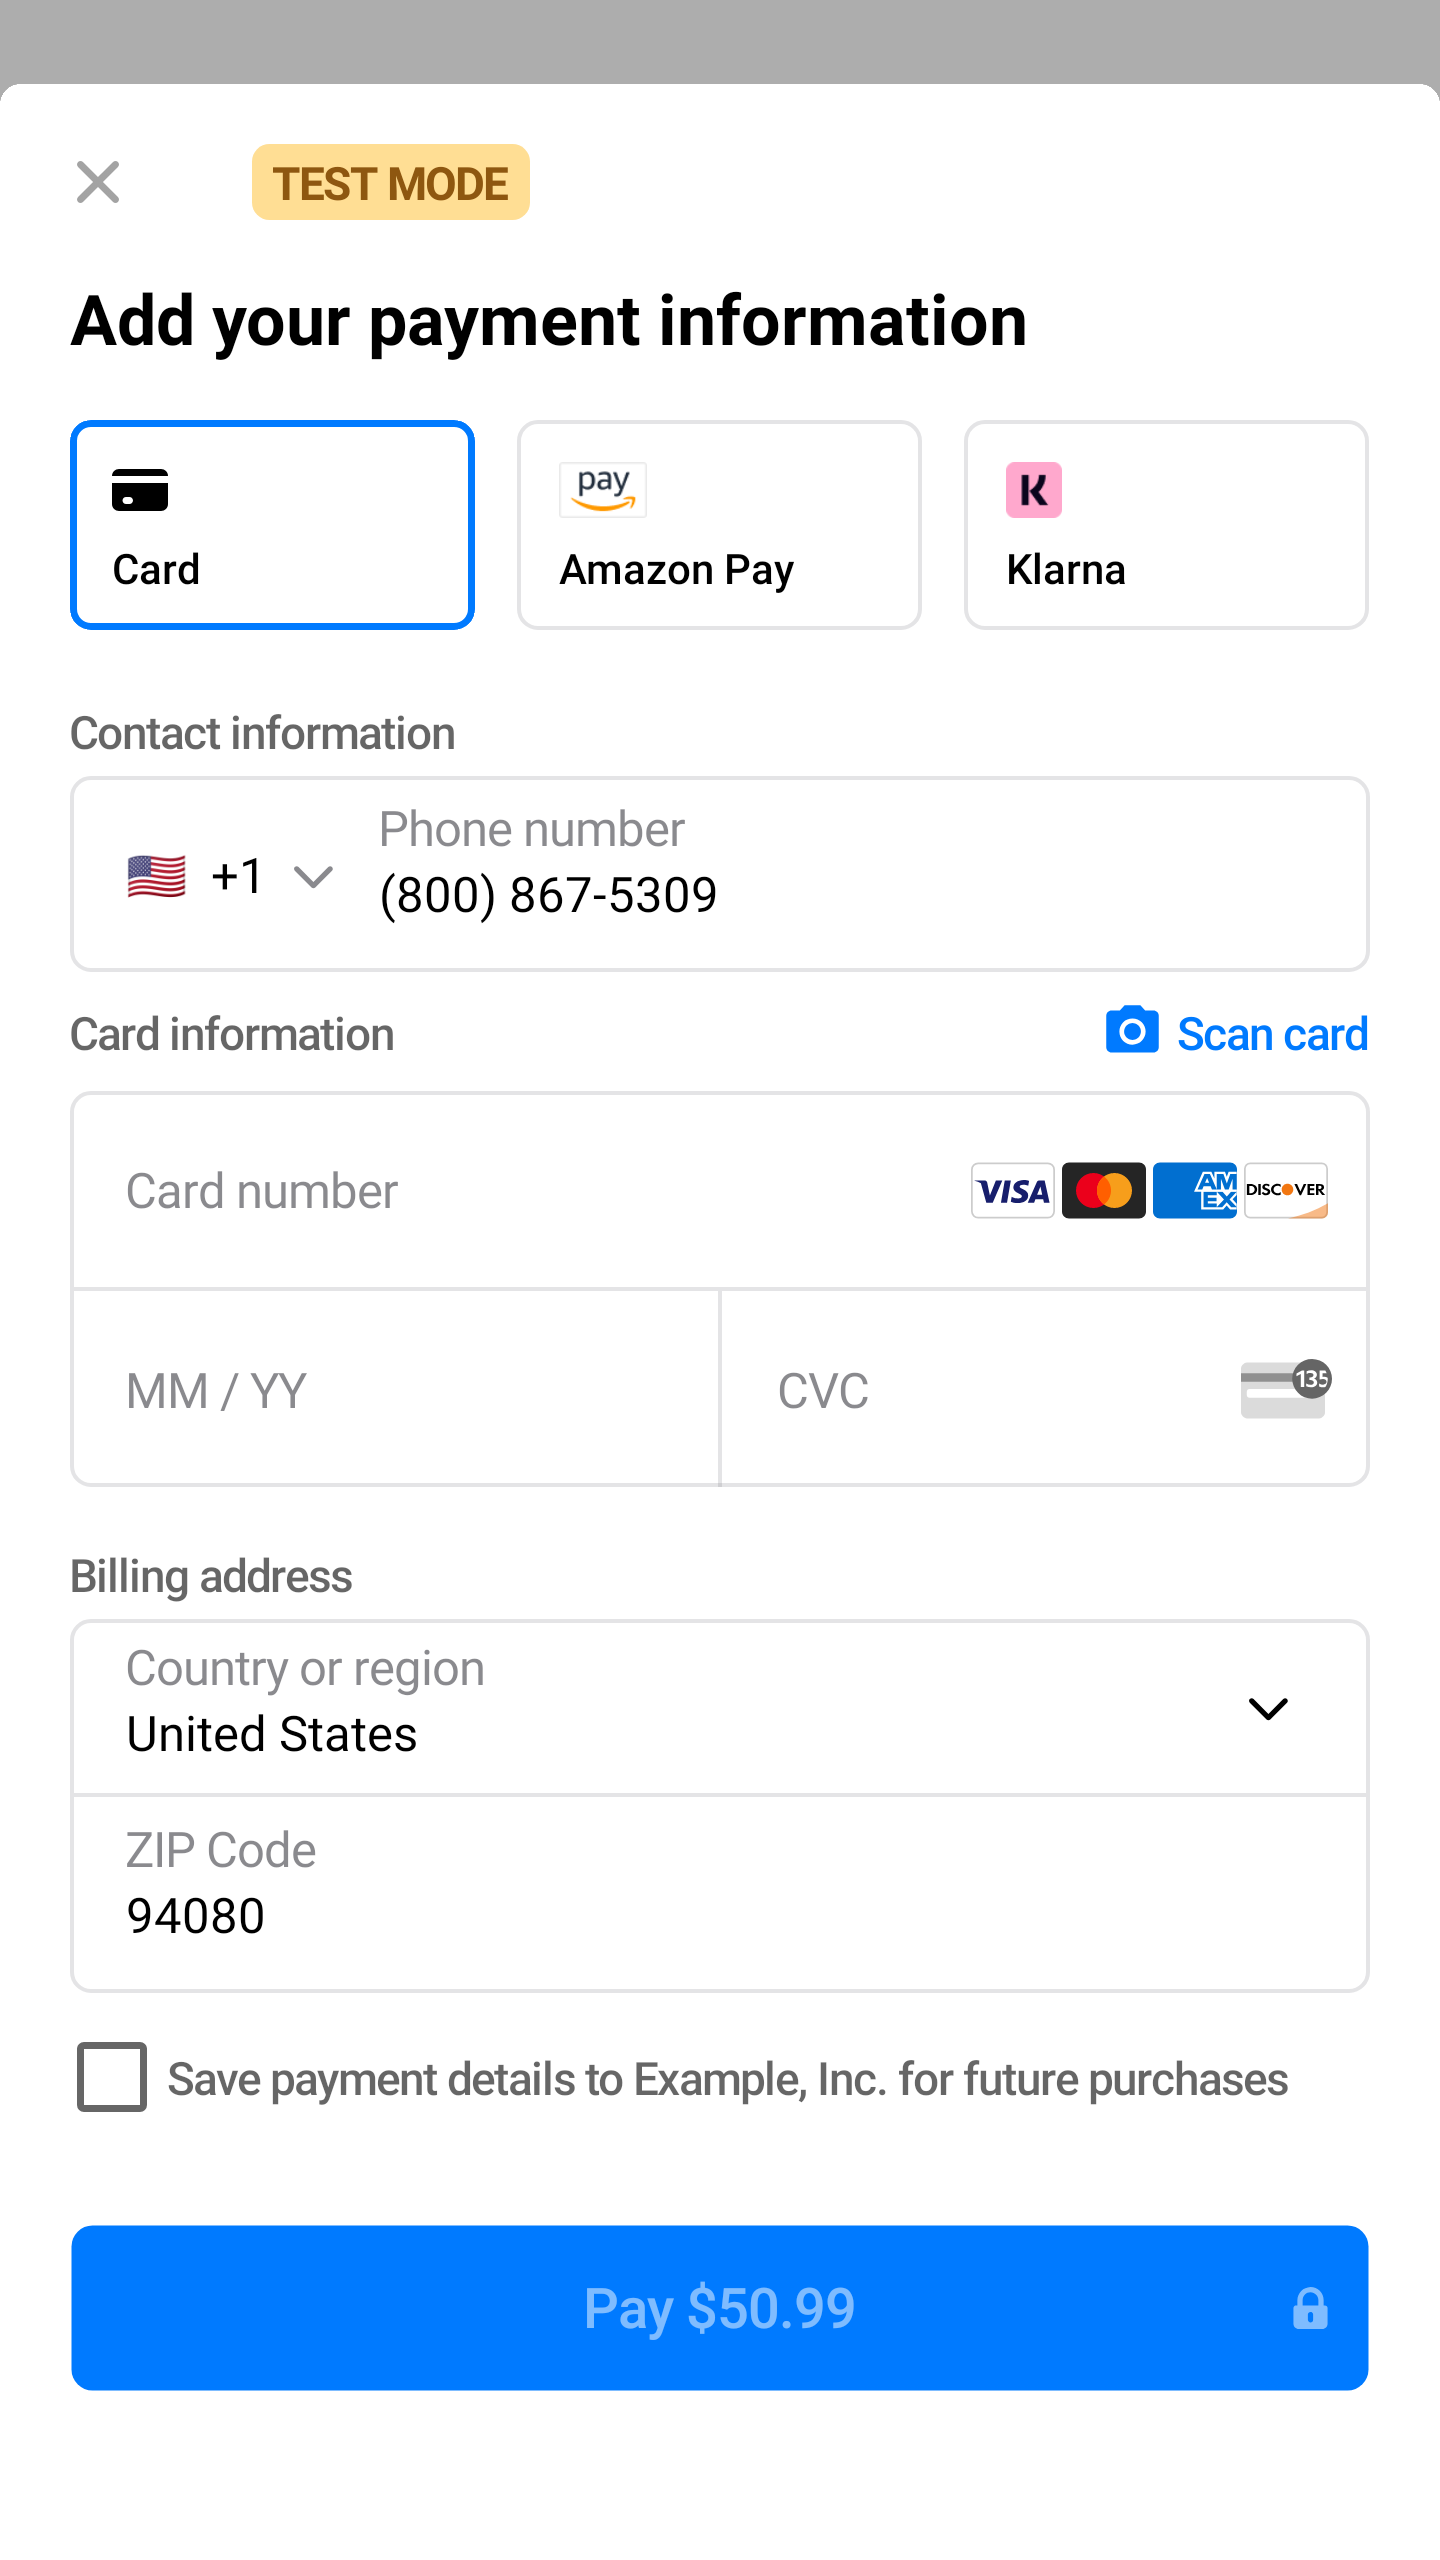 TEST MODE
Add your payment information
pay
Card
Amazon Pay
K
Klarna
Contact information
+1
Phone number
(800) 867-5309
Card information
Scan card
Card number
VISA
AM
EX
DISCOVER
MM / YY
CVC
135
Billing address
Country or region
United States
ZIP Code
94080
Save payment details to Example, Inc. for future purchases
Pay $50.99